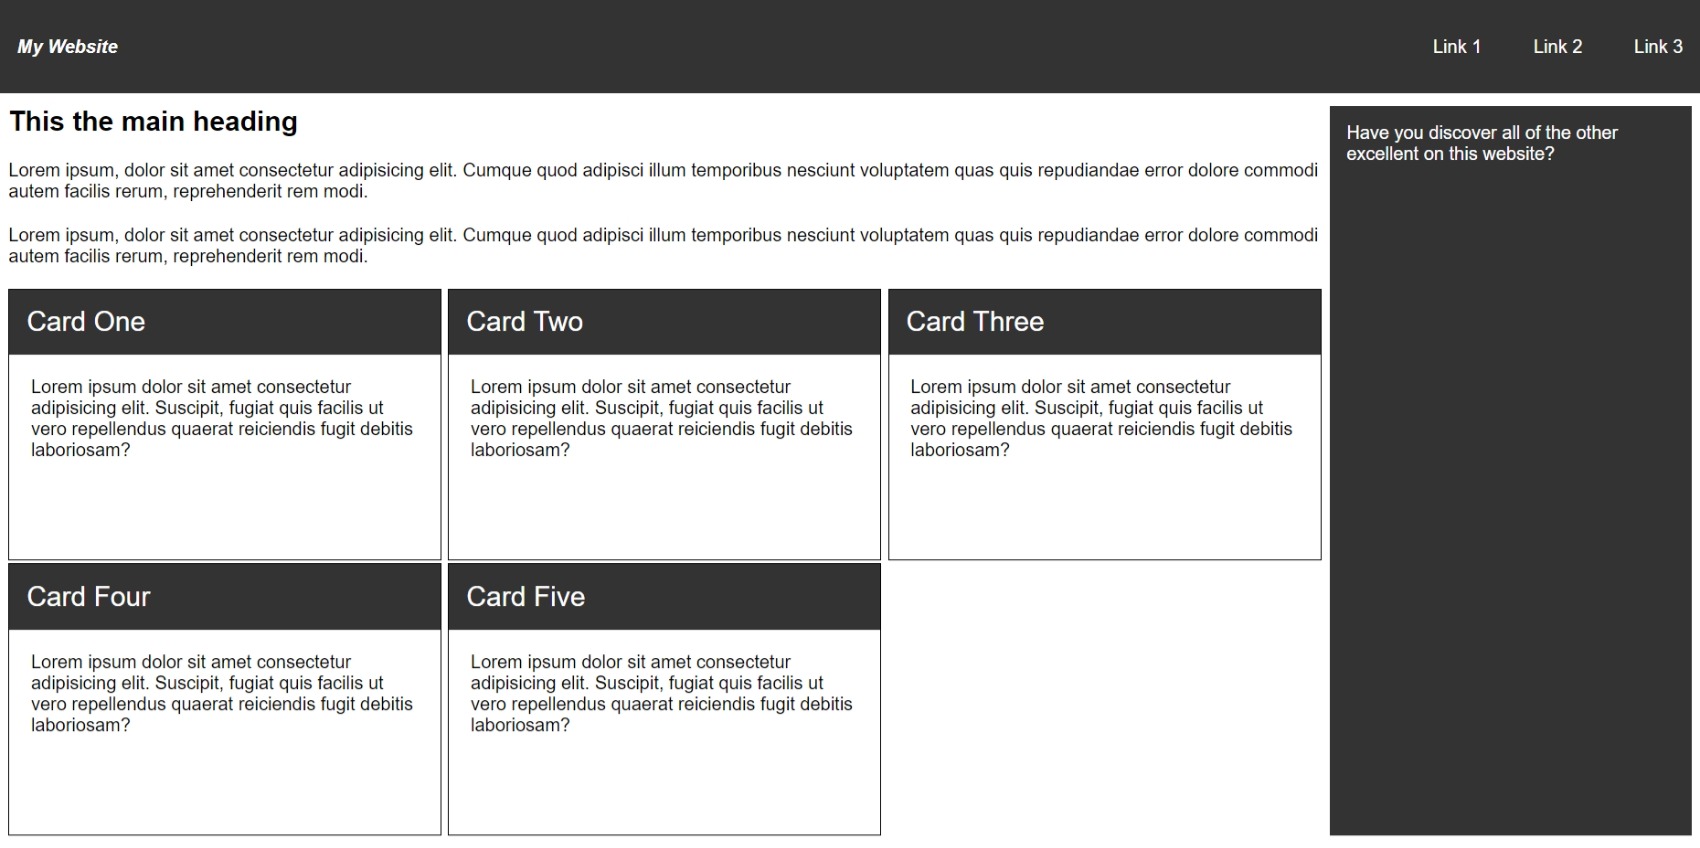 My Website
Link 1 Link 2 Link 3
This the main heading
Lorem ipsum, dolor sit amet consectetur adipisicing elit. Cumque quod adipisci illum temporibus nesciunt voluptatem quas quis repudiandae error dolore commodi
autem facilis rerum, reprehenderit rem modi.
Lorem ipsum, dolor sit amet consectetur adipisicing elit. Cumque quod adipisci illum temporibus nesciunt voluptatem quas quis repudiandae error dolore commodi
autem facilis rerum, reprehenderit rem modi.
Card One
Lorem ipsum dolor sit amet consectetur
adipisicing elit. Suscipit, fugiat quis facilis ut
vero repellendus quaerat reiciendis fugit debitis
laboriosam?
Card Two
Lorem ipsum dolor sit amet consectetur
adipisicing elit. Suscipit, fugiat quis facilis ut
vero repellendus quaerat reiciendis fugit debitis
laboriosam?
Card Three
Lorem ipsum dolor sit amet consectetur
adipisicing elit. Suscipit, fugiat quis facilis ut
vero repellendus quaerat reiciendis fugit debitis
laboriosam?
Card Four
Lorem ipsum dolor sit amet consectetur
adipisicing elit. Suscipit, fugiat quis facilis ut
vero repellendus quaerat reiciendis fugit debitis
laboriosam?
Card Five
Lorem ipsum dolor sit amet consectetur
adipisicing elit. Suscipit, fugiat quis facilis ut
vero repellendus quaerat reiciendis fugit debitis
laboriosam?
Have you discover all of the other
excellent on this website?